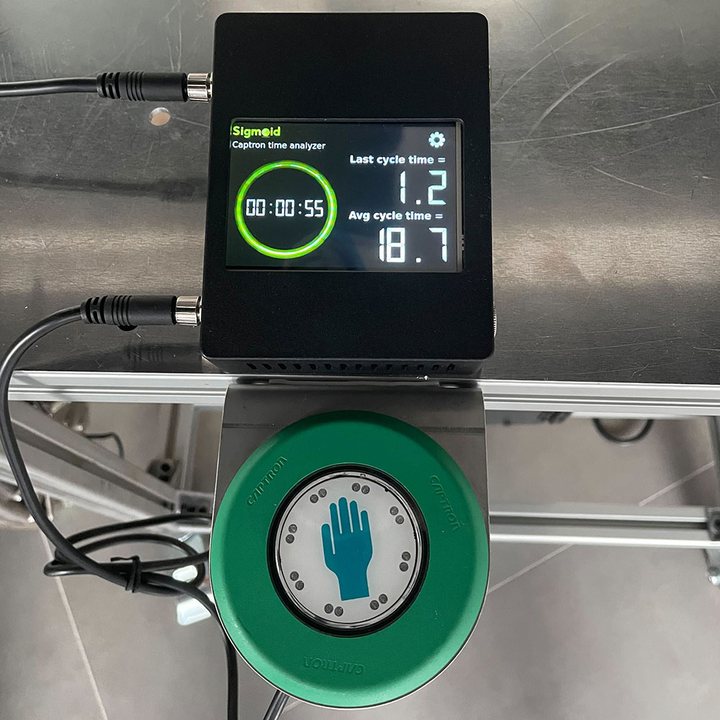 Sigmoid
Captron time analyzer
00:00:55
Last cycle time =
1.2
Avg cycle time =
18.7
CAPTRON
CAPTRON
CAPTRON